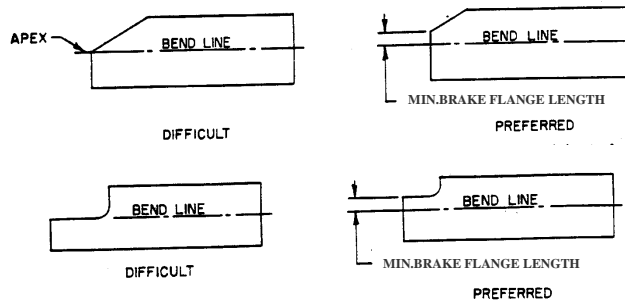 APEX
BEND LINE
BEND LINE
MIN.BRAKE FLANGE LENGTH
DIFFICULT
PREFERRED
BEND LINE
BEND LINE
MIN.BRAKE FLANGE LENGTH
DIFFICULT
PREFERRED